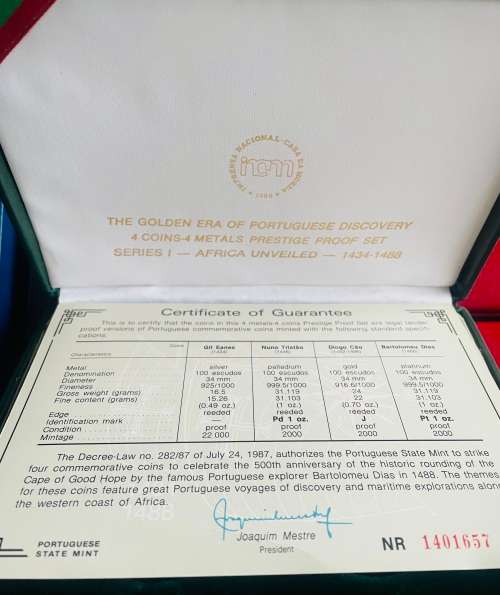 IMPRENSA NACIONAL-CASA DA MOEDA
incm
THE GOLDEN ERA OF PORTUGUESE DISCOVERY
4 COINS-4 METALS PRESTIGE PROOF SET
SERIES I — AFRICA UNVEILED — 1434-1488
Certificate of Guarantee
This is to certify that the coins in this 4 metals-4 coins Prestige Proof Set are legal tender
proof versions of Portuguese commemorative coins minted with the following standard specifi-
cations.
Coins Gil Eanes Nuno Tristão Diogo Cão Bartolomeu Dias
Characteristics (1434)
Metal silver palladium gold platinum
Denomination 100 escudos 100 escudos 100 escudos 100 escudos
Diameter 34 mm 34 mm 34 mm 34 mm
Fineness 925/1000 999.5/1000 916.6/1000 999.5/1000
Gross weight (grams) 16.5 31.119 24 31.119
Fine content (grams) 15.26 31.103 22 31.103
(0.49 oz.) (1 oz.) (0.70 oz.) (1 oz.)
Edge reeded reeded reeded reeded
Identification mark — Pd 1 oz. J Pt 1 oz.
Condition proof proof proof proof
Mintage 22 000 2000 2000 2000
The Decree-Law no. 282/87 of July 24, 1987, authorizes the Portuguese State Mint to strike
four commemorative coins to celebrate the 500th anniversary of the historic rounding of the
Cape of Good Hope by the famous Portuguese explorer Bartolomeu Dias in 1488. The themes
for these coins feature great Portuguese voyages of discovery and maritime explorations along
the western coast of Africa.
1488
Joaquim Mestre
President
PORTUGUESE
STATE MINT
NR 1401657